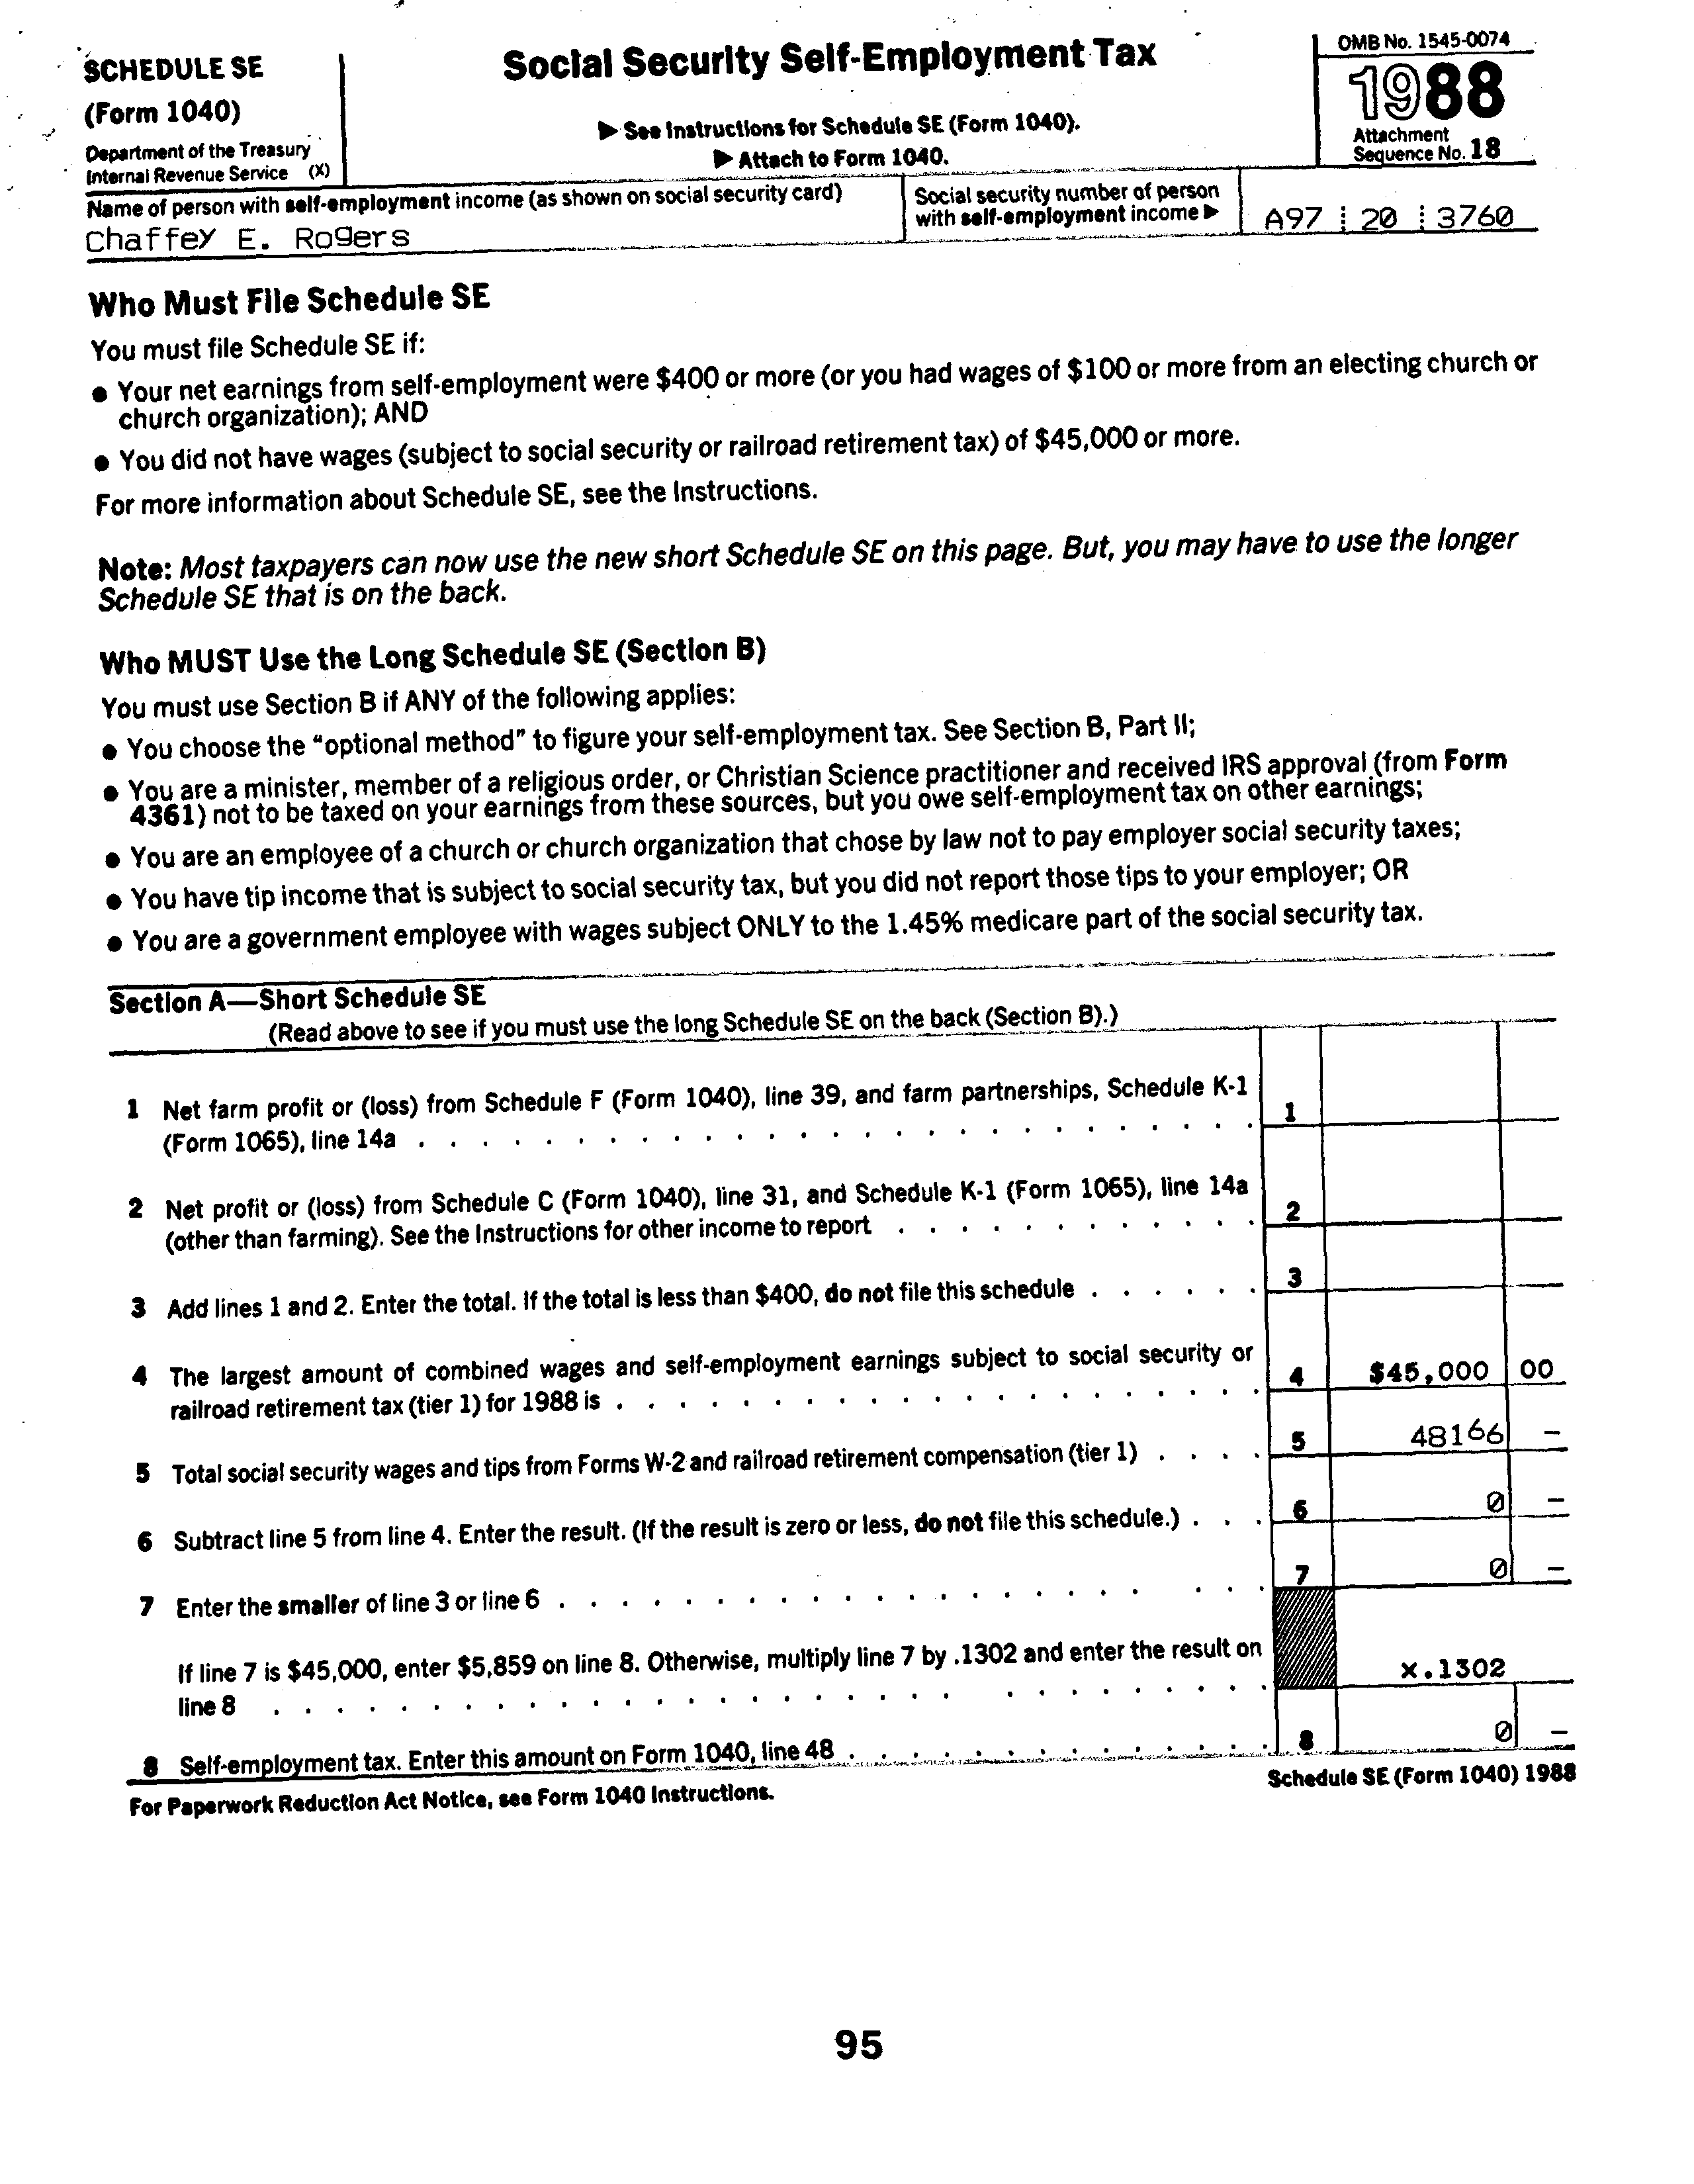 SCHEDULE SE
(Form 1040)
Department of the Treasury
Internal Revenue Service (X)
Social Security Self-Employment Tax
▶ See Instructions for Schedule SE (Form 1040).
▶ Attach to Form 1040.
OMB No. 1545-0074
1988
Attachment
Sequence No. 18
Name of person with self-employment income (as shown on social security card)
Chaffey E. Rogers
Social security number of person
with self-employment income ▶
A97 20 3760
Who Must File Schedule SE
You must file Schedule SE if:
● Your net earnings from self-employment were $400 or more (or you had wages of $100 or more from an electing church or
church organization); AND
● You did not have wages (subject to social security or railroad retirement tax) of $45,000 or more.
For more information about Schedule SE, see the Instructions.
Note: Most taxpayers can now use the new short Schedule SE on this page. But, you may have to use the longer
Schedule SE that is on the back.
Who MUST Use the Long Schedule SE (Section B)
You must use Section B if ANY of the following applies:
● You choose the "optional method" to figure your self-employment tax. See Section B, Part II;
● You are a minister, member of a religious order, or Christian Science practitioner and received IRS approval (from Form
4361) not to be taxed on your earnings from these sources, but you owe self-employment tax on other earnings;
● You are an employee of a church or church organization that chose by law not to pay employer social security taxes;
● You have tip income that is subject to social security tax, but you did not report those tips to your employer; OR
● You are a government employee with wages subject ONLY to the 1.45% medicare part of the social security tax.
Section A—Short Schedule SE
(Read above to see if you must use the long Schedule SE on the back (Section B).)
1 Net farm profit or (loss) from Schedule F (Form 1040), line 39, and farm partnerships, Schedule K-1
(Form 1065), line 14a . . . . . . . . . . . . . . . . . . . . . . . . . . . 1
2 Net profit or (loss) from Schedule C (Form 1040), line 31, and Schedule K-1 (Form 1065), line 14a
(other than farming). See the Instructions for other income to report . . . . . . . . . . . . 2
3 Add lines 1 and 2. Enter the total. If the total is less than $400, do not file this schedule . . . . . . 3
4 The largest amount of combined wages and self-employment earnings subject to social security or
railroad retirement tax (tier 1) for 1988 is . . . . . . . . . . . . . . . . . . . . . 4 $45,000 00
5 Total social security wages and tips from Forms W-2 and railroad retirement compensation (tier 1) . . . . 5 48166 –
6 Subtract line 5 from line 4. Enter the result. (If the result is zero or less, do not file this schedule.) . . . 6 0 –
7 Enter the smaller of line 3 or line 6 . . . . . . . . . . . . . . . . . . . . . . 7 0 –
If line 7 is $45,000, enter $5,859 on line 8. Otherwise, multiply line 7 by .1302 and enter the result on
line 8 . . . . . . . . . . . . . . . . . . . . . . . . . . . . . . . x.1302
8 Self-employment tax. Enter this amount on Form 1040, line 48 . . . . . . . . . . . . . . 8 0 –
For Paperwork Reduction Act Notice, see Form 1040 Instructions.
Schedule SE (Form 1040) 1988
95